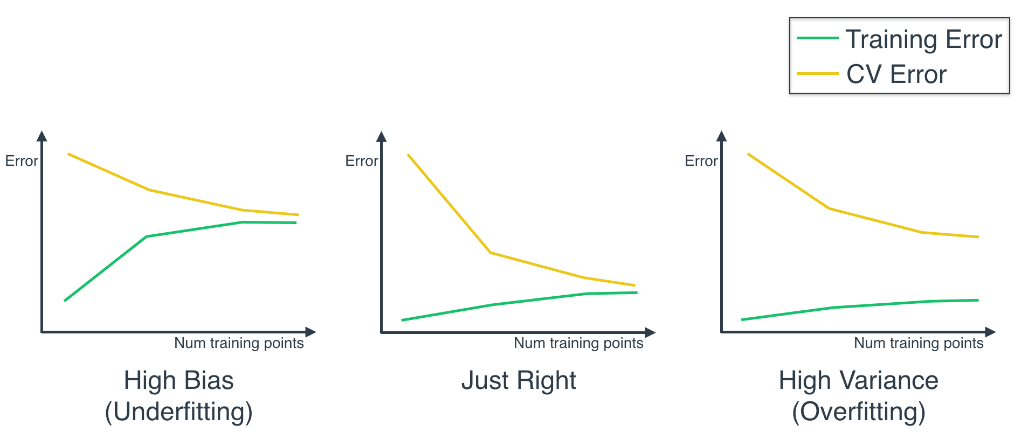 Training Error
CV Error
Error
Num training points
High Bias
(Underfitting)
Error
Num training points
Just Right
Error
Num training points
High Variance
(Overfitting)